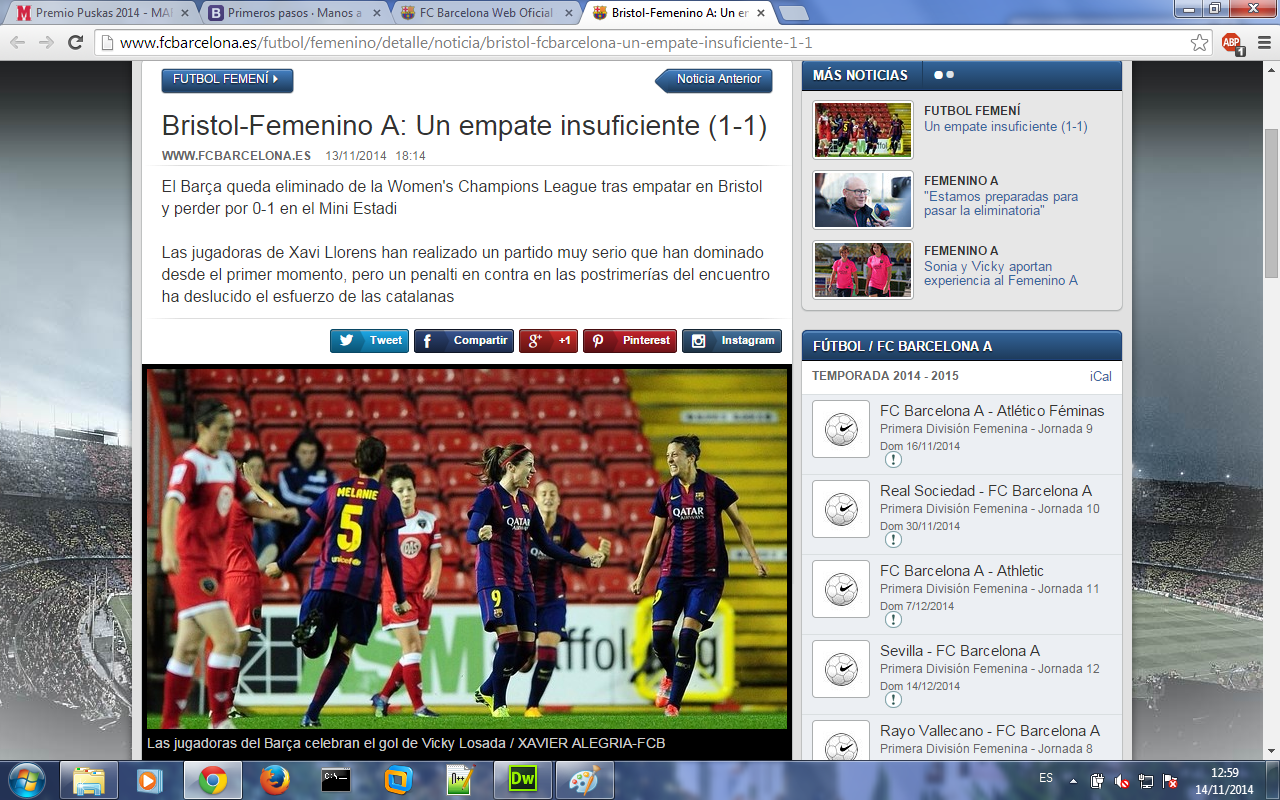 Premio Puskas 2014 - MAR
Primeros pasos · Manos a
FC Barcelona Web Oficial
Bristol-Femenino A: Un em
www.fcbarcelona.es/futbol/femenino/detalle/noticia/bristol-fcbarcelona-un-empate-insuficiente-1-1
ABP
1
FUTBOL FEMENÍ
Noticia Anterior
Bristol-Femenino A: Un empate insuficiente (1-1)
WWW.FCBARCELONA.ES 13/11/2014 18:14
El Barça queda eliminado de la Women's Champions League tras empatar en Bristol
y perder por 0-1 en el Mini Estadi
Las jugadoras de Xavi Llorens han realizado un partido muy serio que han dominado
desde el primer momento, pero un penalti en contra en las postrimerías del encuentro
ha deslucido el esfuerzo de las catalanas
Tweet
Compartir
+1
Pinterest
Instagram
MELANIE
5
unicef
QATAR
AIRWAYS
9
QATAR
QATAR
AIRWAYS
9
Las jugadoras del Barça celebran el gol de Vicky Losada / XAVIER ALEGRIA-FCB
MÁS NOTICIAS
FUTBOL FEMENÍ
Un empate insuficiente (1-1)
FEMENINO A
"Estamos preparadas para
pasar la eliminatoria"
FEMENINO A
Sonia y Vicky aportan
experiencia al Femenino A
FÚTBOL / FC BARCELONA A
TEMPORADA 2014 - 2015 iCal
FC Barcelona A - Atlético Féminas
Primera División Femenina - Jornada 9
Dom 16/11/2014
Real Sociedad - FC Barcelona A
Primera División Femenina - Jornada 10
Dom 30/11/2014
FC Barcelona A - Athletic
Primera División Femenina - Jornada 11
Dom 7/12/2014
Sevilla - FC Barcelona A
Primera División Femenina - Jornada 12
Dom 14/12/2014
Rayo Vallecano - FC Barcelona A
Primera División Femenina - Jornada 8
Dw
ES
12:59
14/11/2014